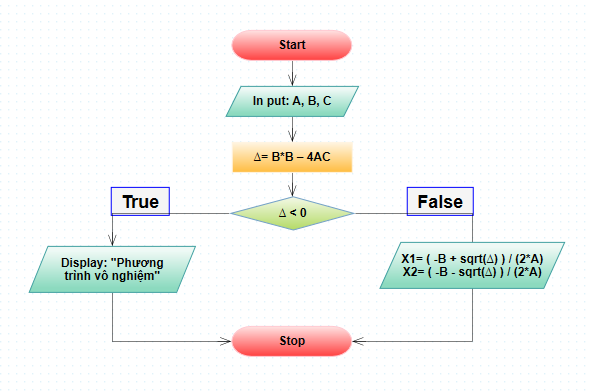 Start
In put: A, B, C
∆= B*B – 4AC
True
∆ < 0
False
Display: "Phương
trình vô nghiệm"
X1= ( -B + sqrt(∆) ) / (2*A)
X2= ( -B - sqrt(∆) ) / (2*A)
Stop